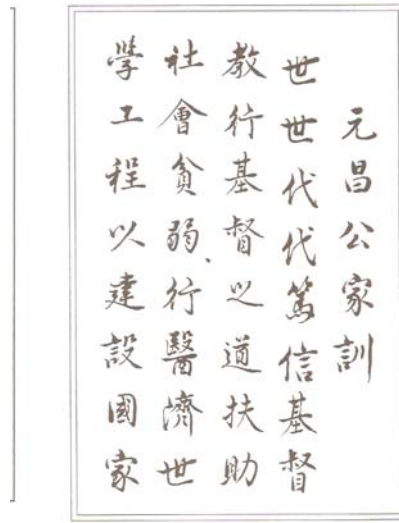 元昌公家訓
世世代代篤信基督
教行基督之道扶助
社會貧弱、行醫濟世
學工程以建設國家